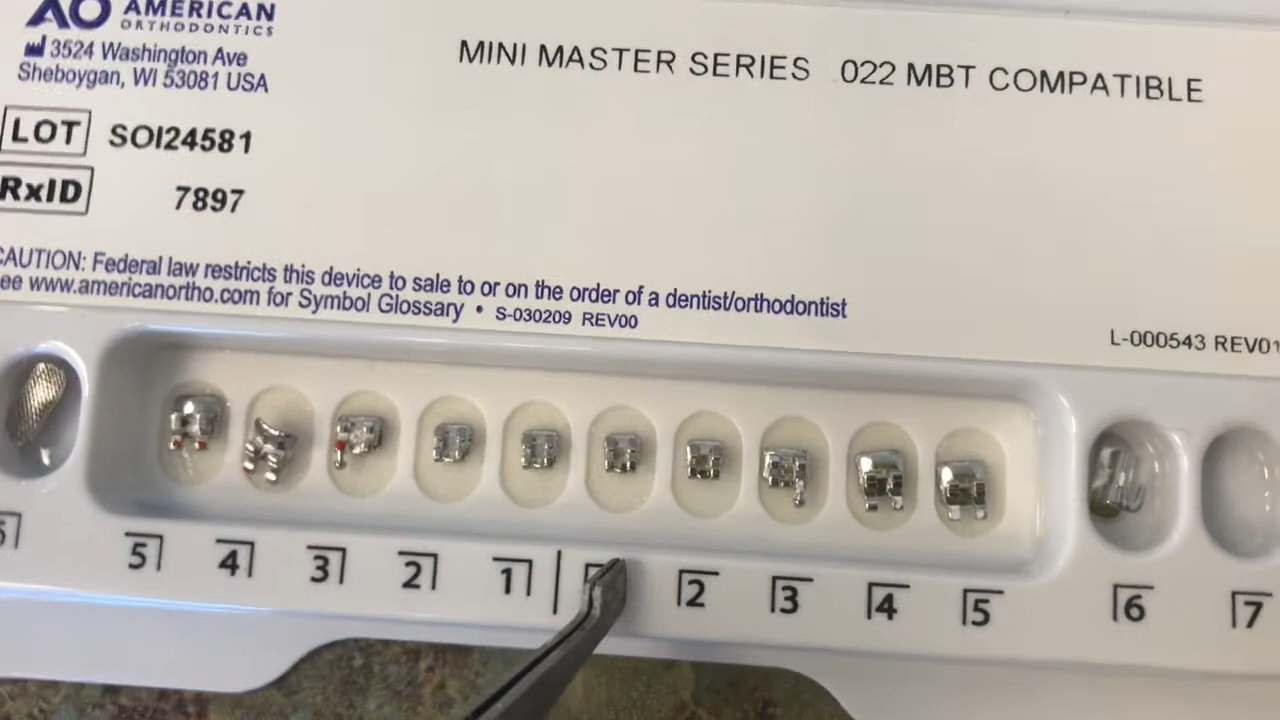 AO AMERICAN
ORTHODONTICS
3524 Washington Ave
Sheboygan, WI 53081 USA
MINI MASTER SERIES 022 MBT COMPATIBLE
LOT SOI24581
RxID 7897
CAUTION: Federal law restricts this device to sale to or on the order of a dentist/orthodontist
ee www.americanortho.com for Symbol Glossary • S-030209 REV00
L-000543 REV01
5 4 3 2 1 2 3 4 5 6 7